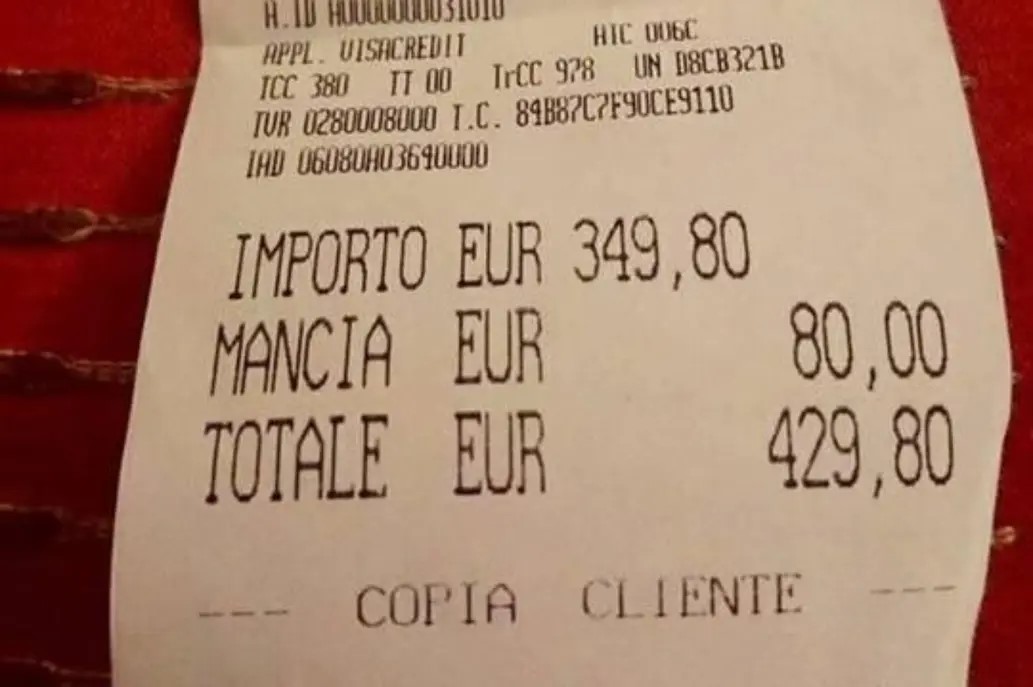 A.ID A0000000031010
APPL. VISACREDIT AIC 006C
TCC 380 TT 00 TrCC 978 UN D8CB321B
TVR 0280008000 T.C. 84B87C7F90CE9110
IAD 06080A03640000
IMPORTO EUR 349,80
MANCIA EUR 80,00
TOTALE EUR 429,80
--- COPIA CLIENTE ---